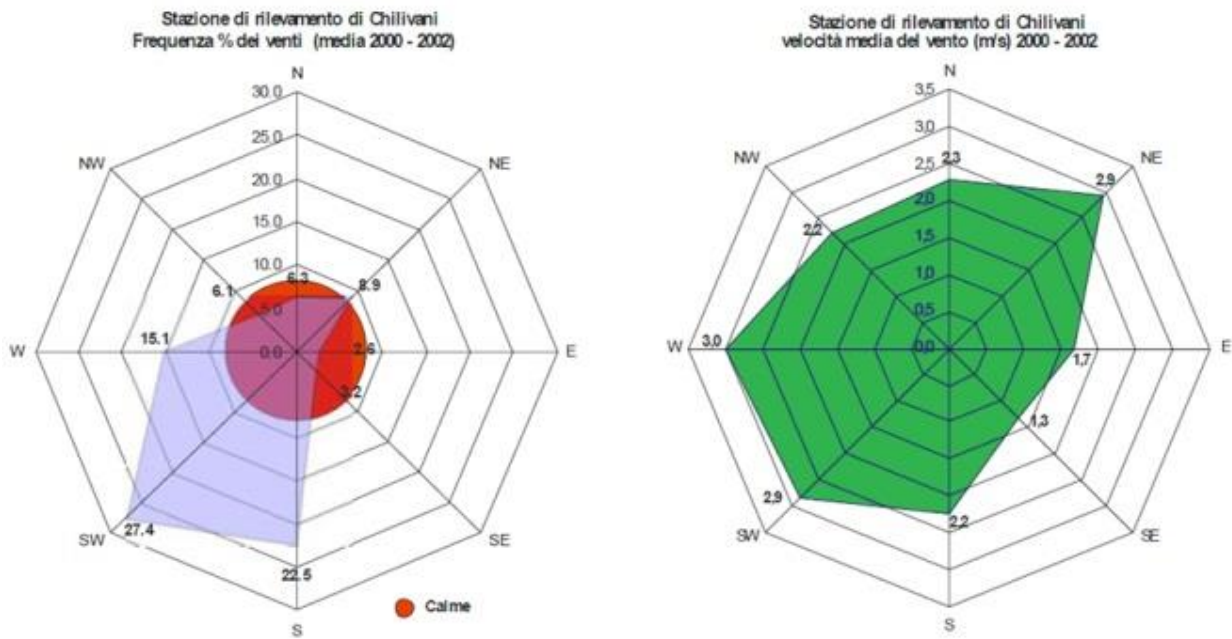 Stazione di rilevamento di Chilivani
Frequenza % dei venti (media 2000 - 2002)
N
30.0
25.0
20.0
15.0
10.0
5.0
0.0
NW
NE
W
E
SW
SE
S
6.3
8.9
2.6
3.2
22.5
27.4
15.1
6.1
Calme
Stazione di rilevamento di Chilivani
velocità media del vento (m/s) 2000 - 2002
N
3,5
3,0
2,5
2,0
1,5
1,0
0,5
0,0
NW
NE
W
E
SW
SE
S
2,3
2,9
1,7
1,3
2,2
2,9
3,0
2,2